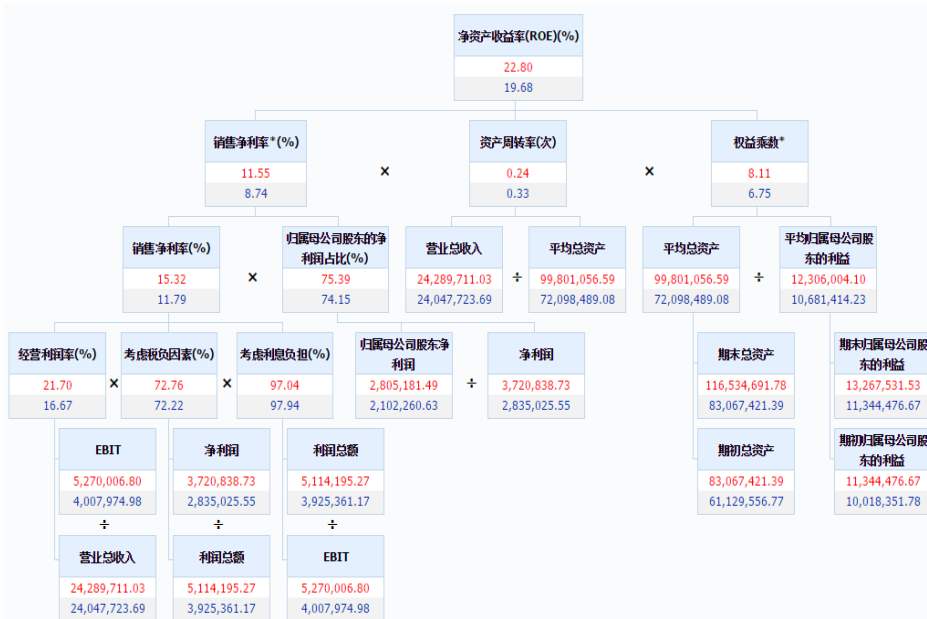 净资产收益率(ROE)(%)
22.80
19.68
销售净利率*(%)
11.55
8.74
×
资产周转率(次)
0.24
0.33
×
权益乘数*
8.11
6.75
销售净利率(%)
15.32
11.79
×
归属母公司股东的净
利润占比(%)
75.39
74.15
营业总收入
24,289,711.03
24,047,723.69
÷
平均总资产
99,801,056.59
72,098,489.08
平均总资产
99,801,056.59
72,098,489.08
÷
平均归属母公司股
东的利益
12,306,004.10
10,681,414.23
经营利润率(%)
21.70
16.67
×
考虑税负因素(%)
72.76
72.22
×
考虑利息负担(%)
97.04
97.94
归属母公司股东净
利润
2,805,181.49
2,102,260.63
÷
净利润
3,720,838.73
2,835,025.55
期末总资产
116,534,691.78
83,067,421.39
期末归属母公司股
东的利益
13,267,531.53
11,344,476.67
EBIT
5,270,006.80
4,007,974.98
÷
营业总收入
24,289,711.03
24,047,723.69
净利润
3,720,838.73
2,835,025.55
÷
利润总额
5,114,195.27
3,925,361.17
利润总额
5,114,195.27
3,925,361.17
÷
EBIT
5,270,006.80
4,007,974.98
期初总资产
83,067,421.39
61,129,556.77
期初归属母公司股
东的利益
11,344,476.67
10,018,351.78